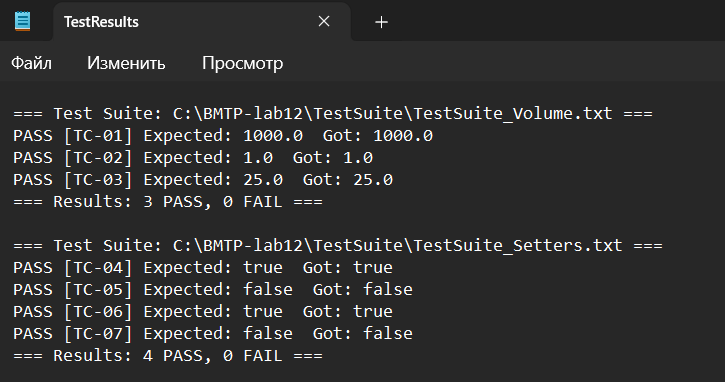 TestResults
Файл Изменить Просмотр
=== Test Suite: C:\BMTP-lab12\TestSuite\TestSuite_Volume.txt ===
PASS [TC-01] Expected: 1000.0  Got: 1000.0
PASS [TC-02] Expected: 1.0  Got: 1.0
PASS [TC-03] Expected: 25.0  Got: 25.0
=== Results: 3 PASS, 0 FAIL ===
=== Test Suite: C:\BMTP-lab12\TestSuite\TestSuite_Setters.txt ===
PASS [TC-04] Expected: true  Got: true
PASS [TC-05] Expected: false  Got: false
PASS [TC-06] Expected: true  Got: true
PASS [TC-07] Expected: false  Got: false
=== Results: 4 PASS, 0 FAIL ===